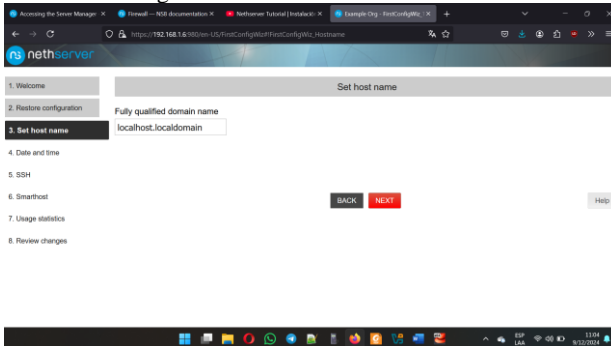 Accessing the Server Manager
Firewall — NS8 documentation
Nethserver Tutorial [Instalació
Example Org - FirstConfigWiz_
https://192.168.1.6:980/en-US/FirstConfigWiz#!FirstConfigWiz_Hostname
ns nethserver
1. Welcome
Set host name
2. Restore configuration
Fully qualified domain name
3. Set host name
localhost.localdomain
4. Date and time
5. SSH
6. Smarthost
BACK
NEXT
Help
7. Usage statistics
8. Review changes
ESP
LAA
11:04
9/12/2024